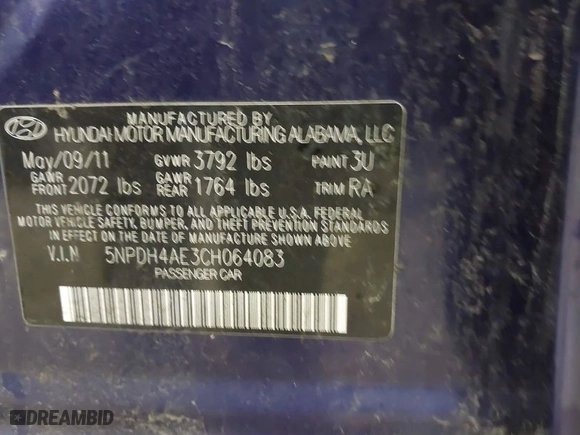 MANUFACTURED BY
HYUNDAI MOTOR MANUFACTURING ALABAMA, LLC
May/09/11 GVWR 3792 lbs PAINT 3U
GAWR FRONT 2072 lbs GAWR REAR 1764 lbs TRIM RA
THIS VEHICLE CONFORMS TO ALL APPLICABLE U.S.A. FEDERAL
MOTOR VEHICLE SAFETY, BUMPER, AND THEFT PREVENTION STANDARDS
IN EFFECT ON THE DATE OF MANUFACTURE SHOWN ABOVE.
V.I.N 5NPDH4AE3CH064083
PASSENGER CAR
DREAMBID